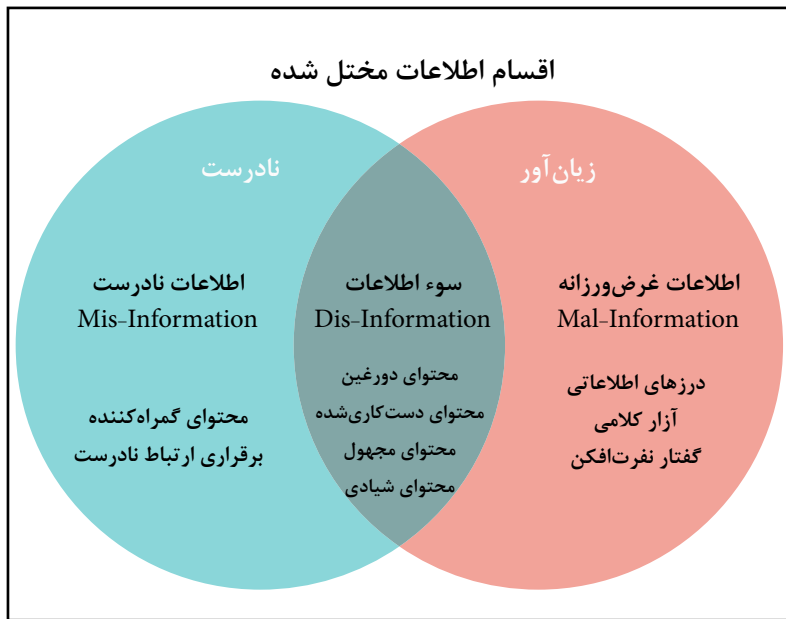 اقسام اطلاعات مختل شده
زیان‌آور
نادرست
اطلاعات غرض‌ورزانه
Mal-Information
درزهای اطلاعاتی
آزار کلامی
گفتار نفرت‌افکن
سوء اطلاعات
Dis-Information
محتوای دورغین
محتوای دست‌کاری‌شده
محتوای مجهول
محتوای شیادی
اطلاعات نادرست
Mis-Information
محتوای گمراه‌کننده
برقراری ارتباط نادرست